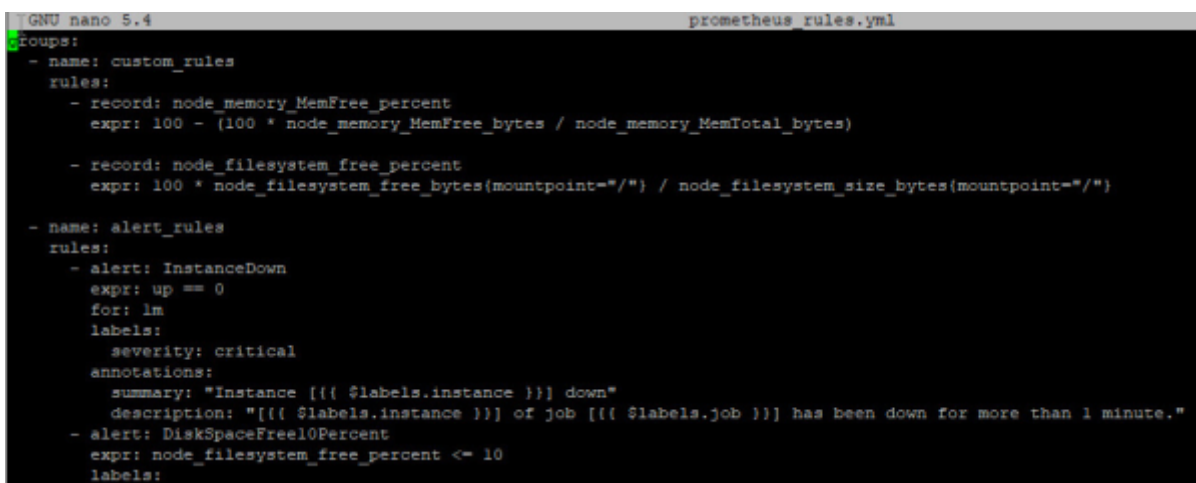 GNU nano 5.4 prometheus_rules.yml
groups:
- name: custom_rules
rules:
- record: node_memory_MemFree_percent
expr: 100 - (100 * node_memory_MemFree_bytes / node_memory_MemTotal_bytes)
- record: node_filesystem_free_percent
expr: 100 * node_filesystem_free_bytes{mountpoint="/"} / node_filesystem_size_bytes{mountpoint="/"}
- name: alert_rules
rules:
- alert: InstanceDown
expr: up == 0
for: 1m
labels:
severity: critical
annotations:
summary: "Instance [{{ $labels.instance }}] down"
description: "[{{ $labels.instance }}] of job [{{ $labels.job }}] has been down for more than 1 minute."
- alert: DiskSpaceFree10Percent
expr: node_filesystem_free_percent <= 10
labels: